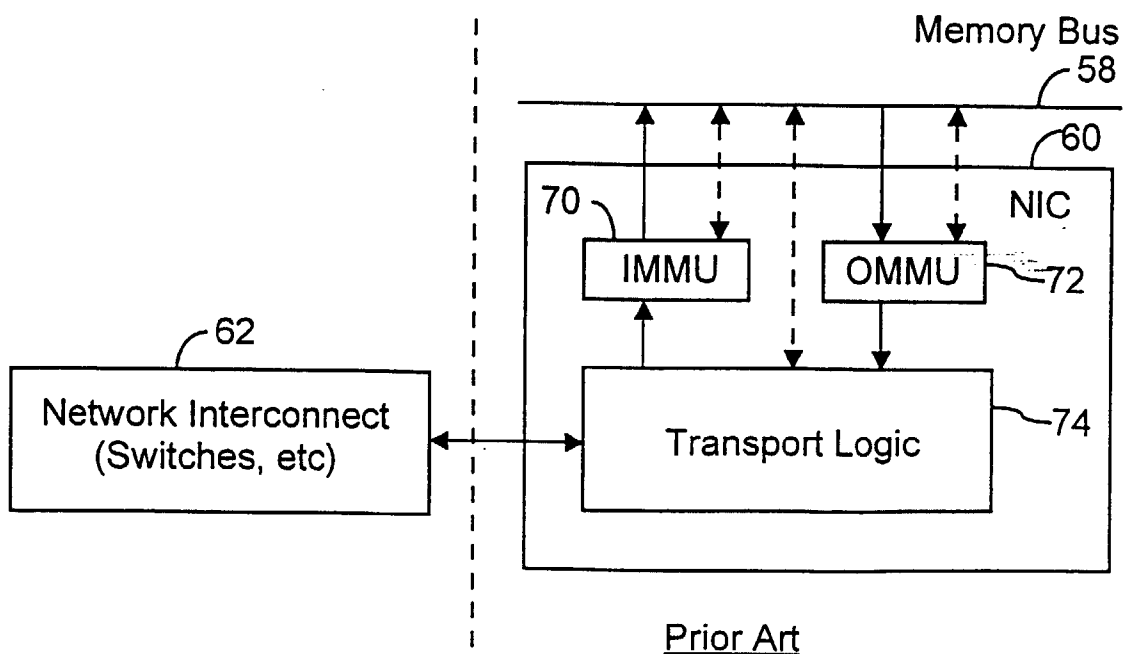 Memory Bus
58
60
NIC
70
IMMU
OMMU
72
62
Network Interconnect
(Switches, etc)
Transport Logic
74
Prior Art